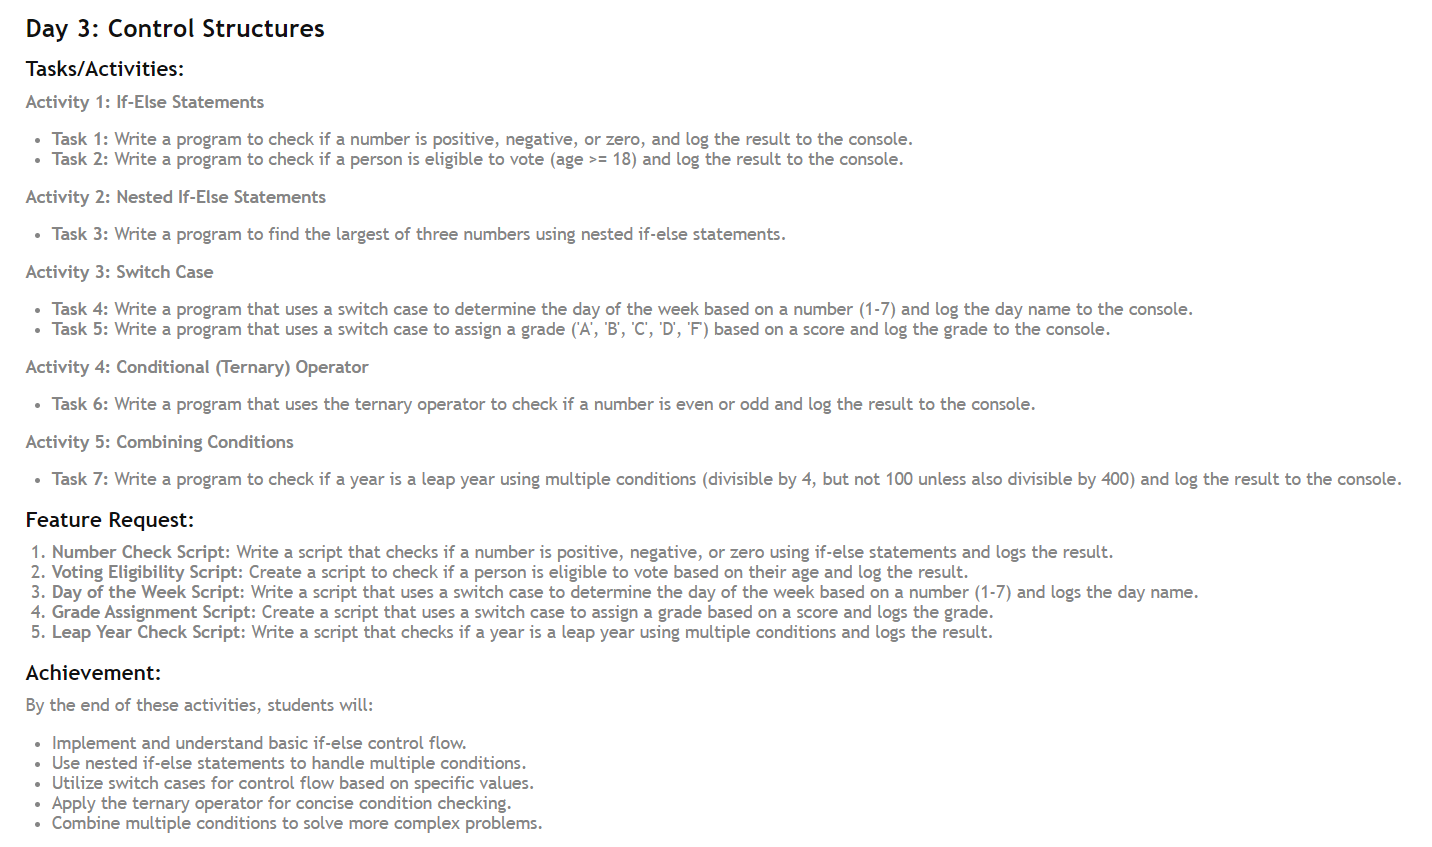 Day 3: Control Structures
Tasks/Activities:
Activity 1: If-Else Statements
• Task 1: Write a program to check if a number is positive, negative, or zero, and log the result to the console.
• Task 2: Write a program to check if a person is eligible to vote (age >= 18) and log the result to the console.
Activity 2: Nested If-Else Statements
• Task 3: Write a program to find the largest of three numbers using nested if-else statements.
Activity 3: Switch Case
• Task 4: Write a program that uses a switch case to determine the day of the week based on a number (1-7) and log the day name to the console.
• Task 5: Write a program that uses a switch case to assign a grade ('A', 'B', 'C', 'D', 'F') based on a score and log the grade to the console.
Activity 4: Conditional (Ternary) Operator
• Task 6: Write a program that uses the ternary operator to check if a number is even or odd and log the result to the console.
Activity 5: Combining Conditions
• Task 7: Write a program to check if a year is a leap year using multiple conditions (divisible by 4, but not 100 unless also divisible by 400) and log the result to the console.
Feature Request:
1. Number Check Script: Write a script that checks if a number is positive, negative, or zero using if-else statements and logs the result.
2. Voting Eligibility Script: Create a script to check if a person is eligible to vote based on their age and log the result.
3. Day of the Week Script: Write a script that uses a switch case to determine the day of the week based on a number (1-7) and logs the day name.
4. Grade Assignment Script: Create a script that uses a switch case to assign a grade based on a score and logs the grade.
5. Leap Year Check Script: Write a script that checks if a year is a leap year using multiple conditions and logs the result.
Achievement:
By the end of these activities, students will:
• Implement and understand basic if-else control flow.
• Use nested if-else statements to handle multiple conditions.
• Utilize switch cases for control flow based on specific values.
• Apply the ternary operator for concise condition checking.
• Combine multiple conditions to solve more complex problems.